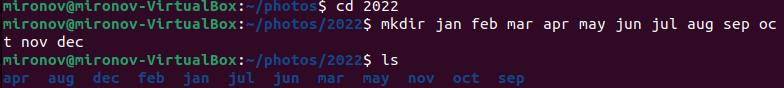 mironov@mironov-VirtualBox:~/photos$ cd 2022
mironov@mironov-VirtualBox:~/photos/2022$ mkdir jan feb mar apr may jun jul aug sep oc
t nov dec
mironov@mironov-VirtualBox:~/photos/2022$ ls
apr  aug  dec  feb  jan  jul  jun  mar  may  nov  oct  sep